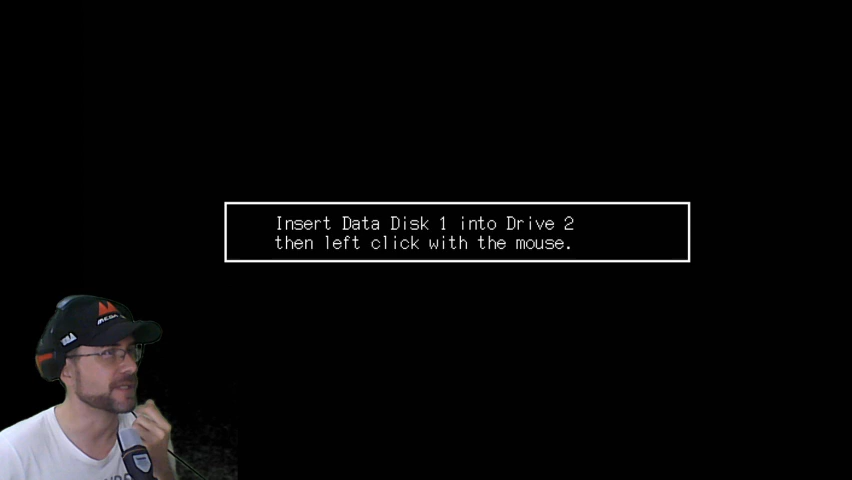 Insert Data Disk 1 into Drive 2
then left click with the mouse.